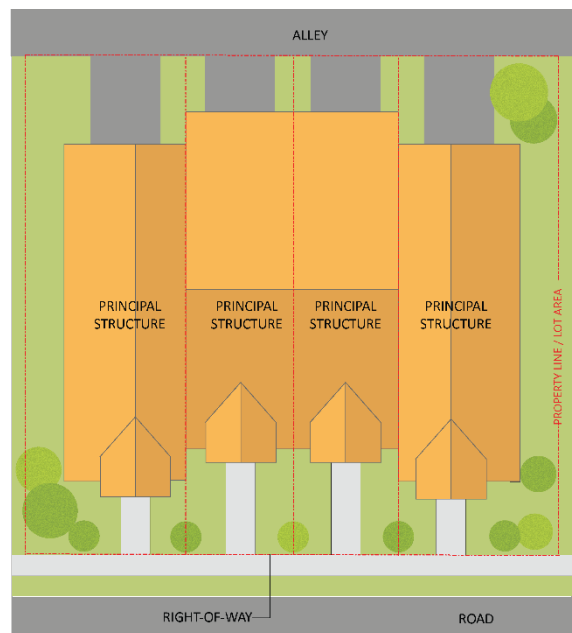 ALLEY
PRINCIPAL
STRUCTURE
PRINCIPAL
STRUCTURE
PRINCIPAL
STRUCTURE
PRINCIPAL
STRUCTURE
PROPERTY LINE / LOT AREA
RIGHT-OF-WAY
ROAD